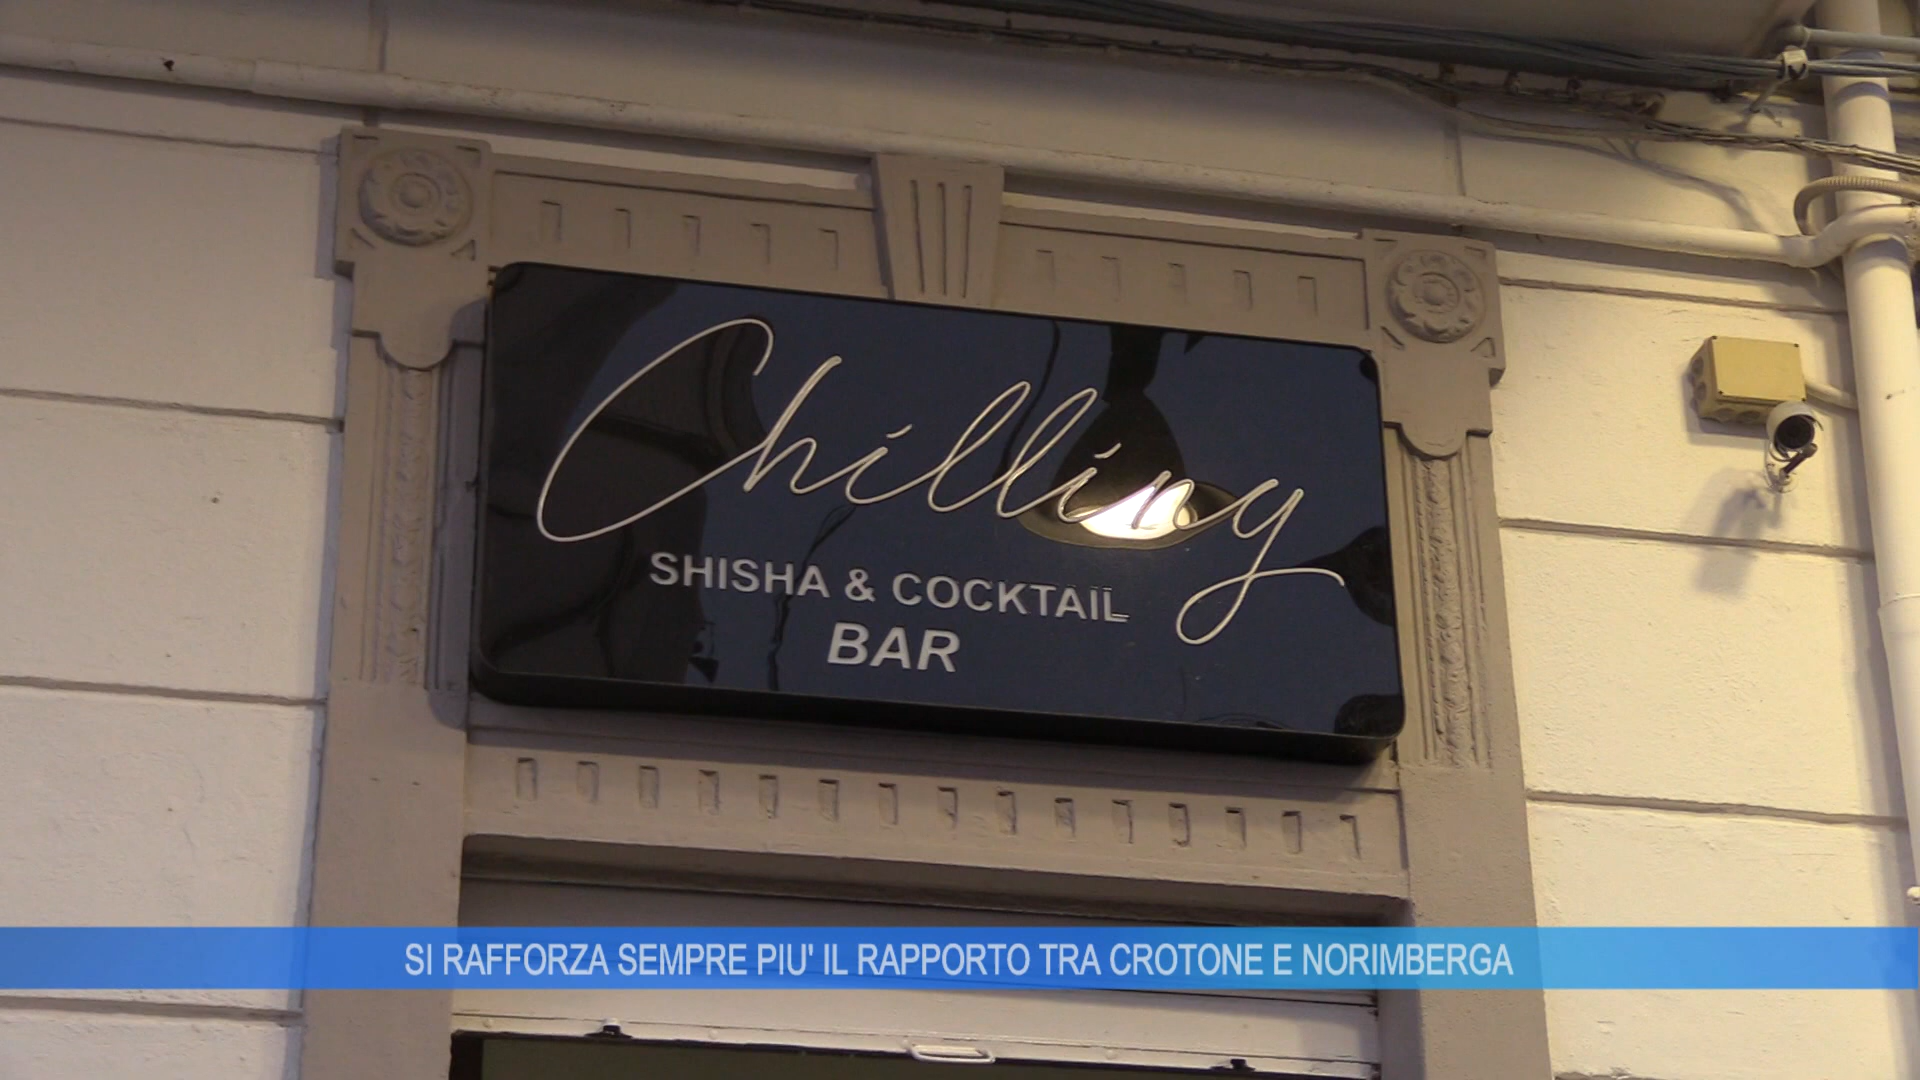 Chilling
SHISHA & COCKTAIL
BAR
SI RAFFORZA SEMPRE PIU' IL RAPPORTO TRA CROTONE E NORIMBERGA